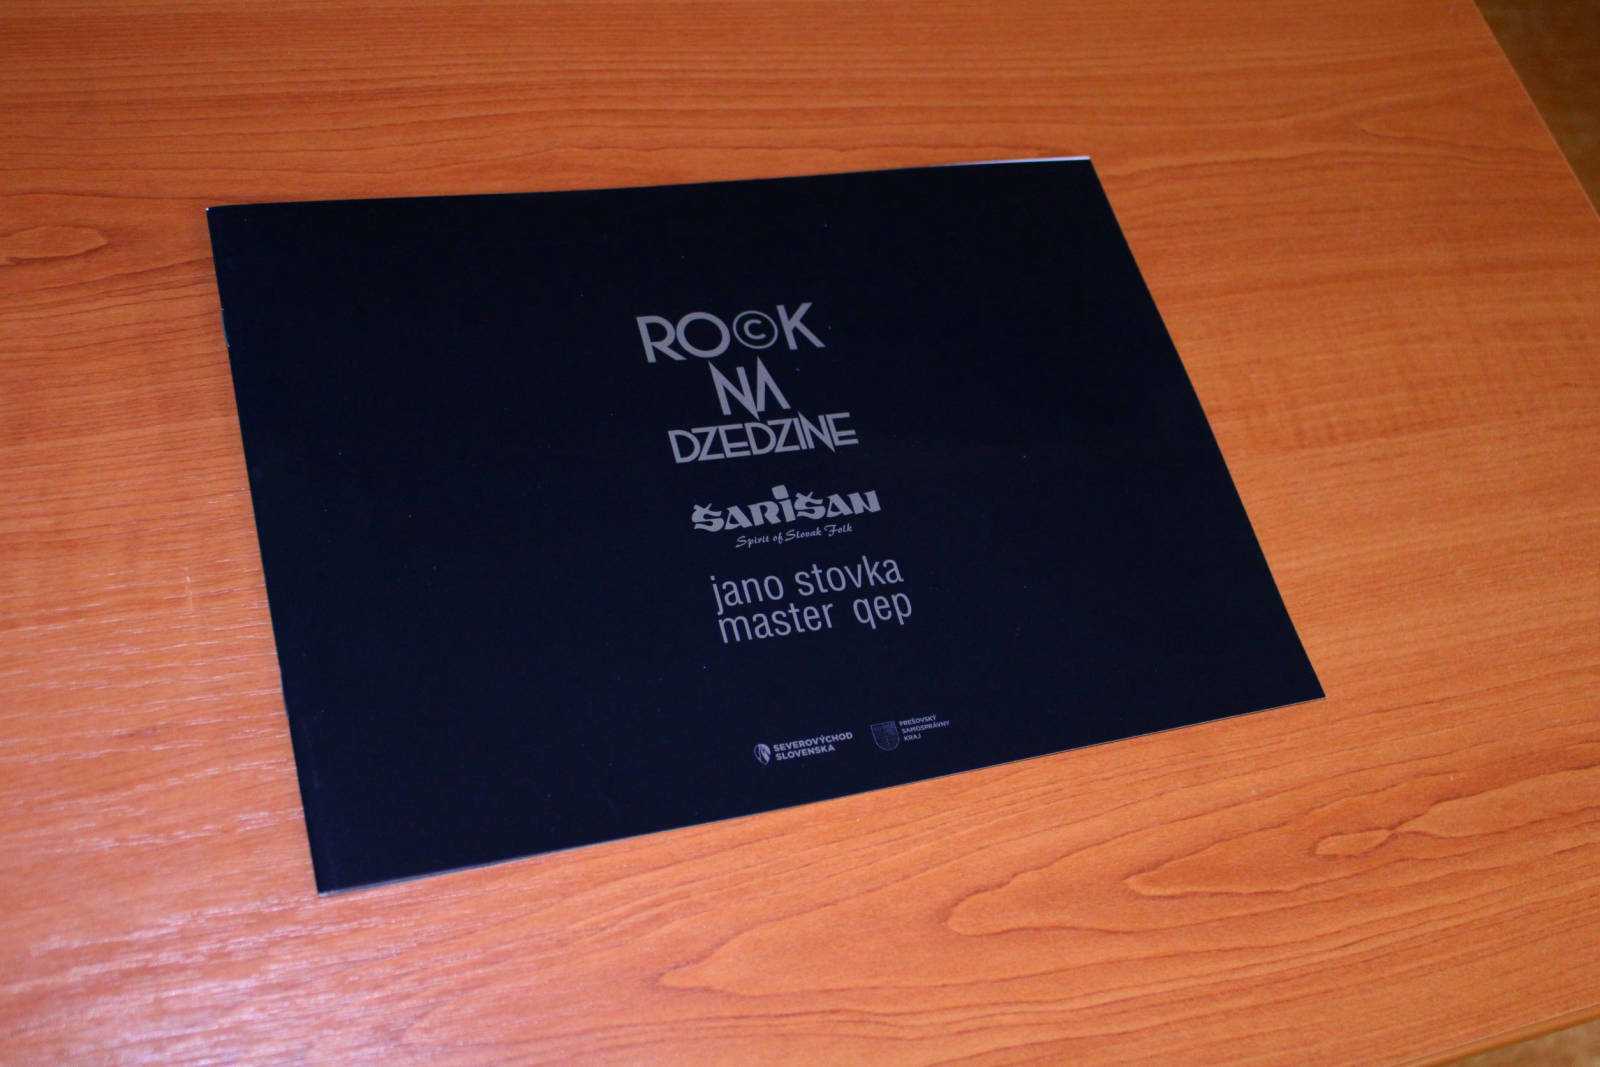 RO©K
NA
DZEDZINE
ŠARIŠAN
Spirit of Slovak Folk
jano stovka
master qep
SEVEROVÝCHOD
SLOVENSKA
PREŠOVSKÝ
SAMOSPRÁVNY
KRAJ